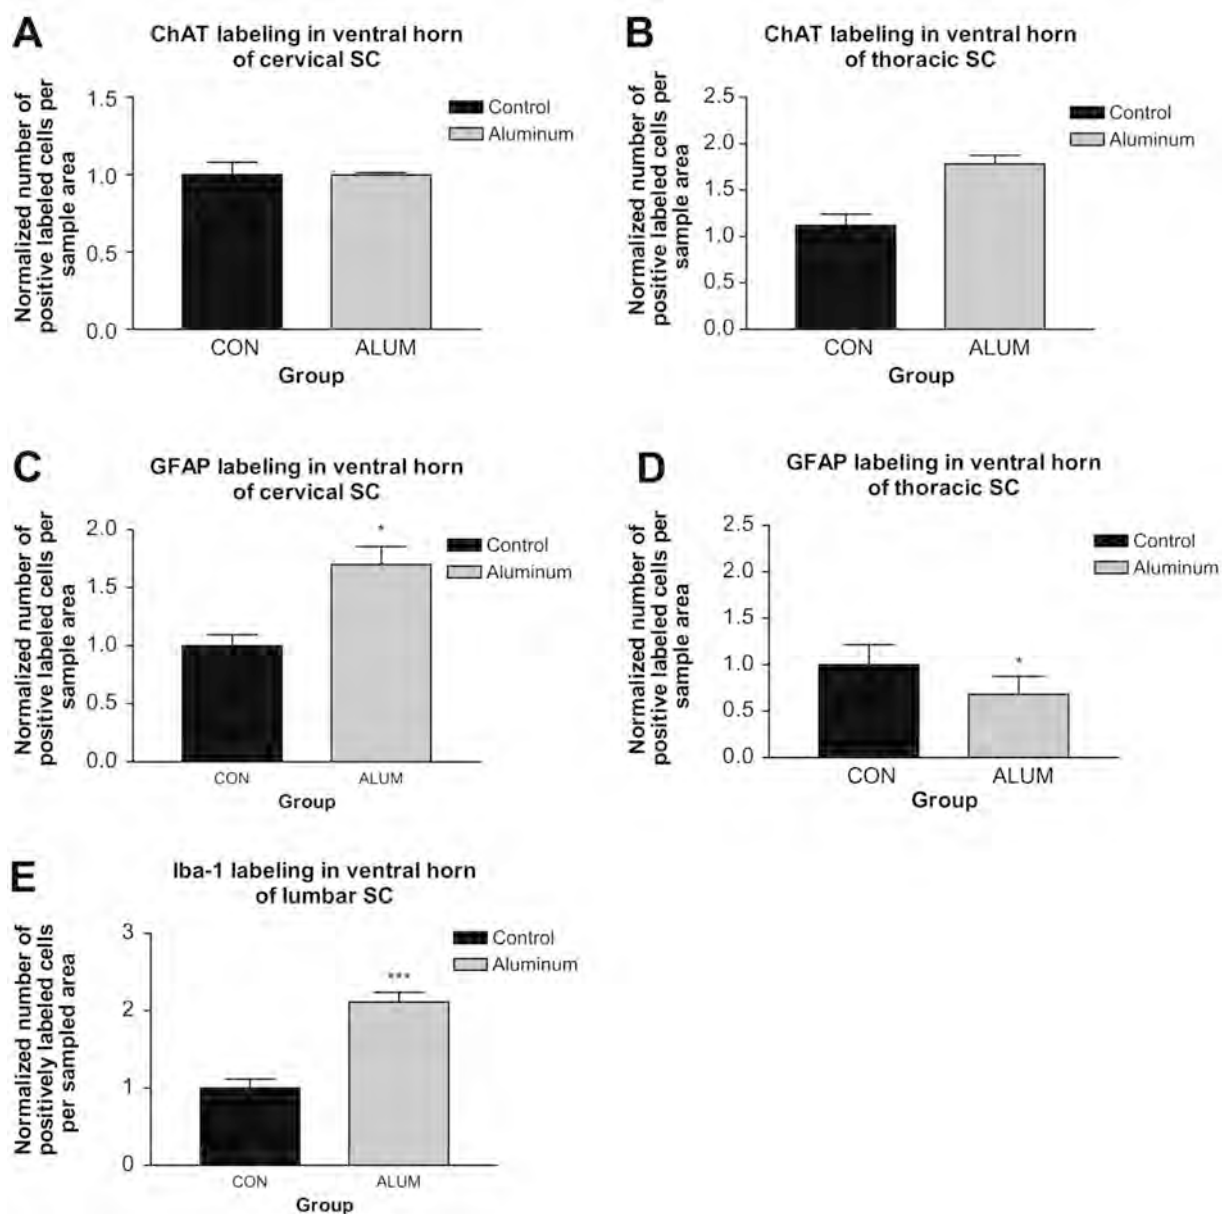 A
ChAT labeling in ventral horn
of cervical SC
Normalized number of
positive labeled cells per
sample area
1.5
1.0
0.5
0.0
CON
ALUM
Group
Control
Aluminum
B
ChAT labeling in ventral horn
of thoracic SC
Normalized number of
positive labeled cells per
sample area
2.5
2.0
1.5
1.0
0.5
0.0
CON
ALUM
Group
Control
Aluminum
C
GFAP labeling in ventral horn
of cervical SC
Normalized number of
positive labeled cells per
sample area
2.0
1.5
1.0
0.5
0.0
*
CON
ALUM
Group
Control
Aluminum
D
GFAP labeling in ventral horn
of thoracic SC
Normalized number of
positive labeled cells per
sample area
2.5
2.0
1.5
1.0
0.5
0.0
*
CON
ALUM
Group
Control
Aluminum
E
Iba-1 labeling in ventral horn
of lumbar SC
Normalized number of
positively labeled cells
per sampled area
3
2
1
0
***
CON
ALUM
Group
Control
Aluminum